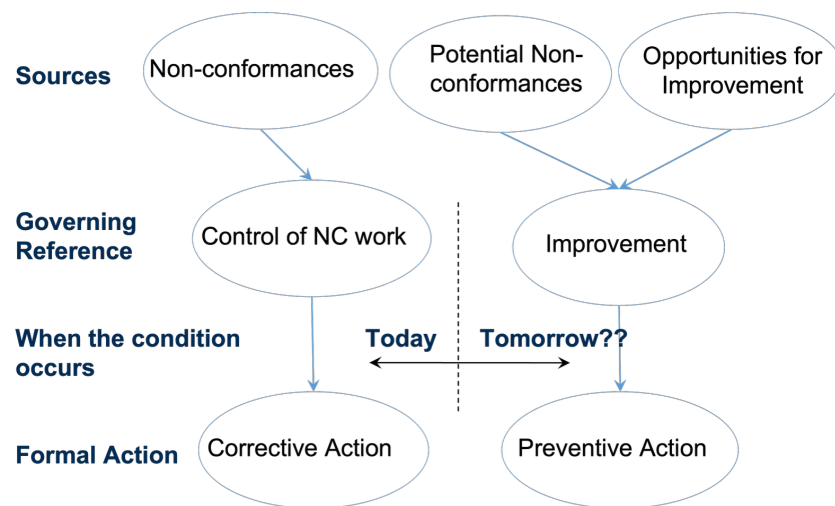 Sources
Non-conformances
Potential Non-
conformances
Opportunities for
Improvement
Governing
Reference
Control of NC work
Improvement
When the condition
occurs
Today
Tomorrow??
Formal Action
Corrective Action
Preventive Action